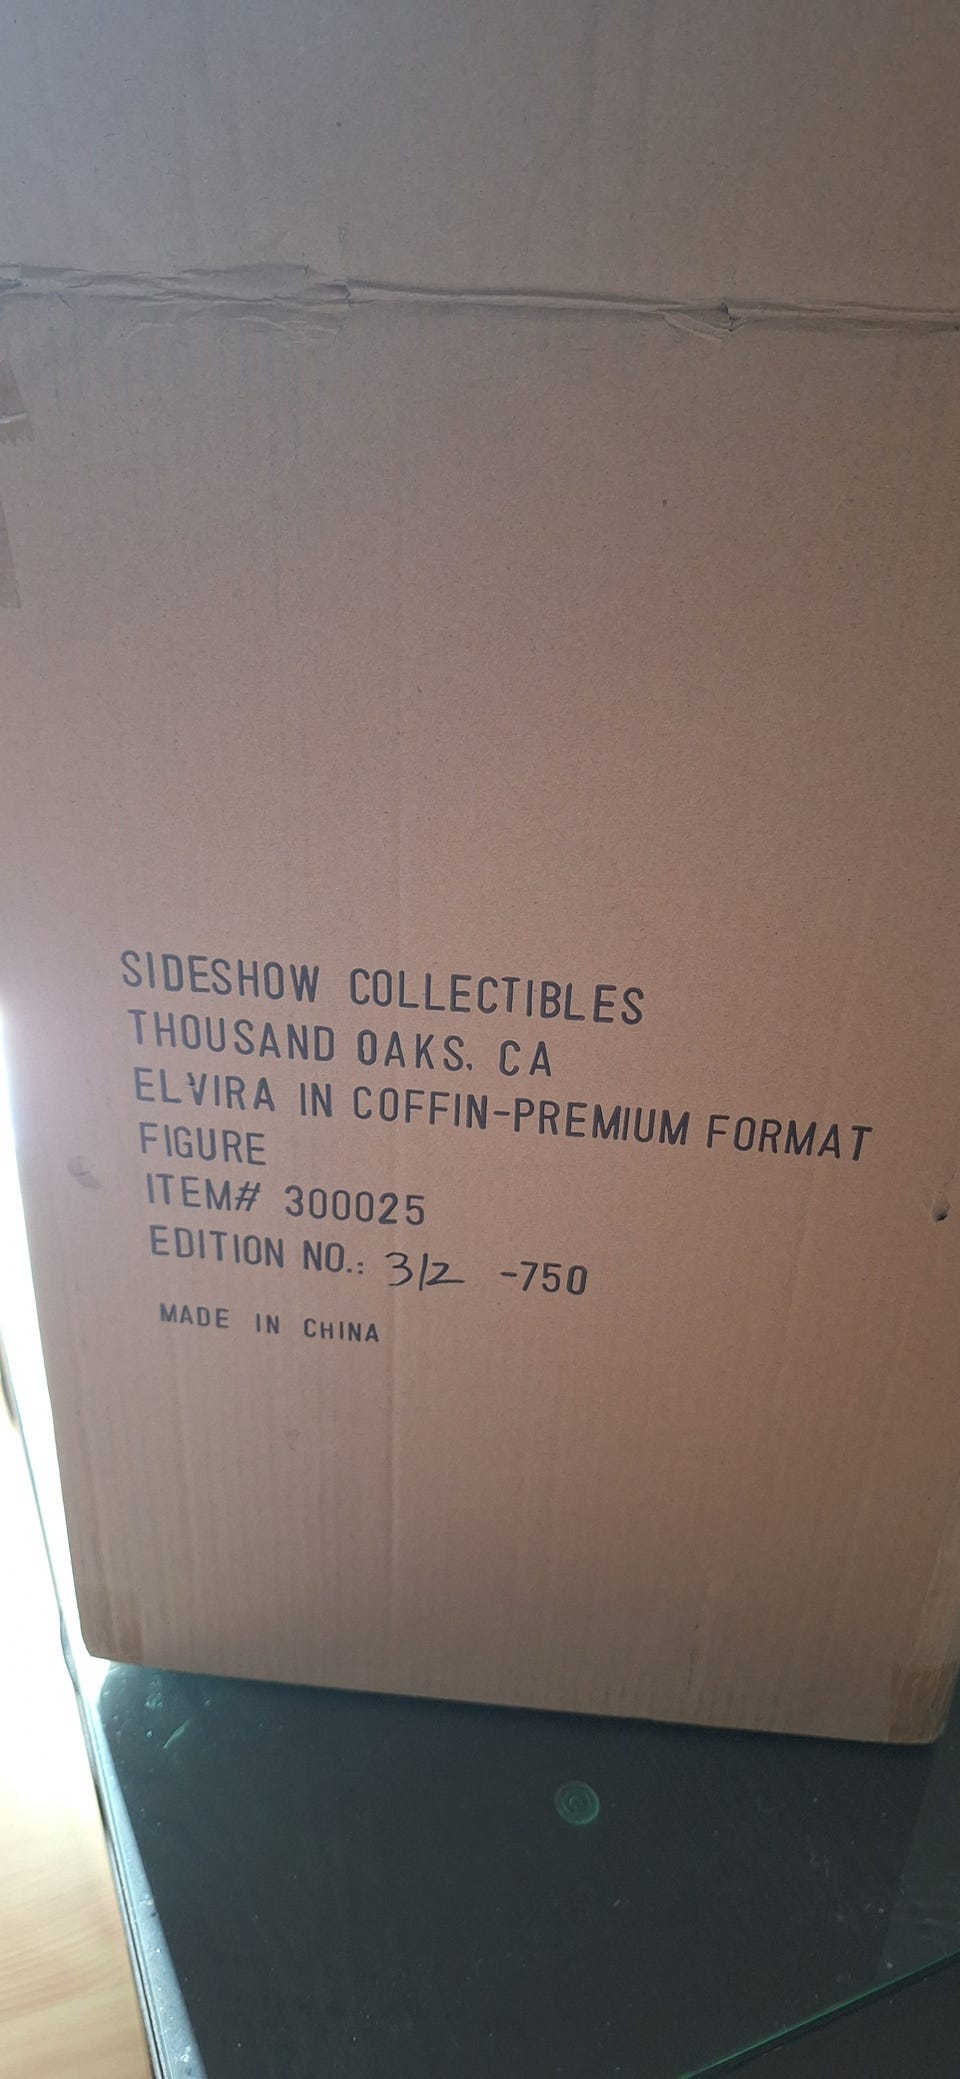 SIDESHOW COLLECTIBLES
THOUSAND OAKS. CA
ELVIRA IN COFFIN-PREMIUM FORMAT
FIGURE
ITEM# 300025
EDITION NO.: 312 -750
MADE IN CHINA